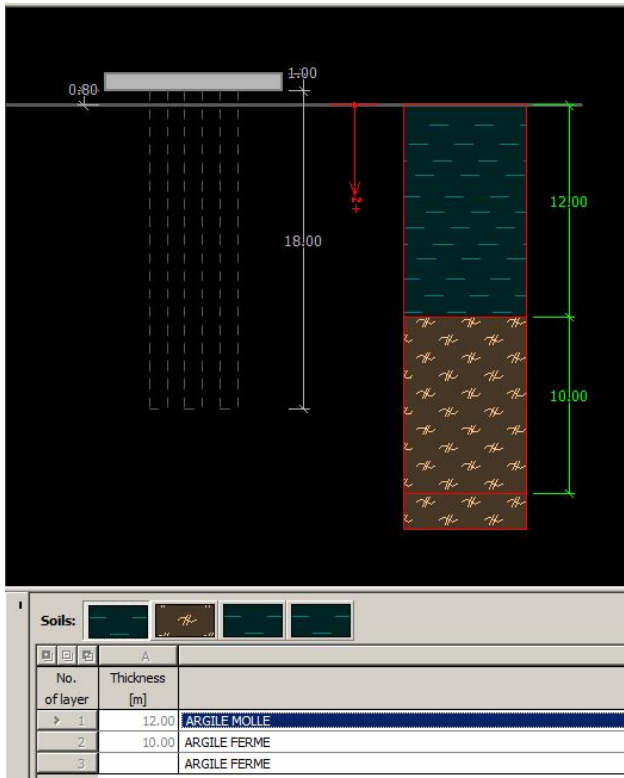 1.00
0.80
+z
12.00
18.00
10.00
Soils:
A
No. of layer Thickness [m]
> 1 12.00 ARGILE MOLLE
2 10.00 ARGILE FERME
3 ARGILE FERME